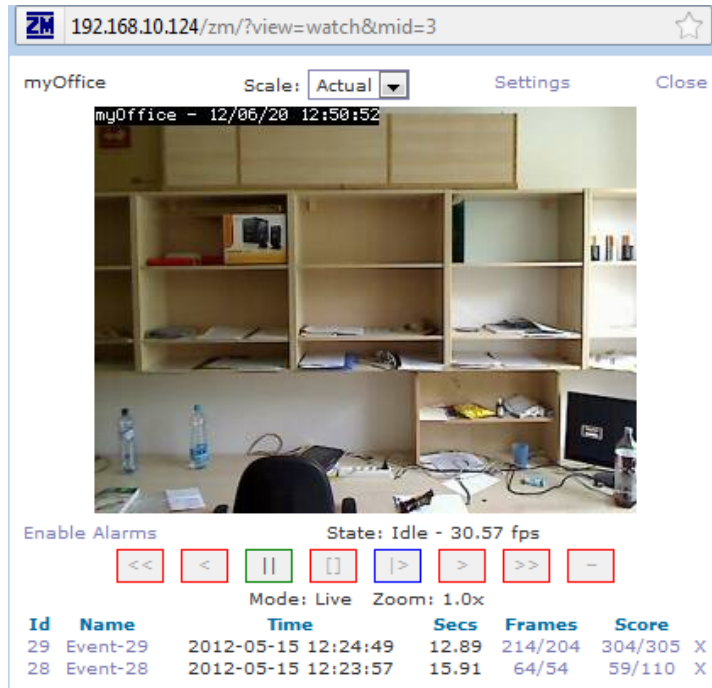 ZM 192.168.10.124/zm/?view=watch&mid=3
myOffice Scale: Actual Settings Close
myOffice - 12/06/20 12:50:52
Enable Alarms State: Idle - 30.57 fps
<< < || [] |> > >> –
Mode: Live Zoom: 1.0x
Id Name Time Secs Frames Score
29 Event-29 2012-05-15 12:24:49 12.89 214/204 304/305 X
28 Event-28 2012-05-15 12:23:57 15.91 64/54 59/110 X